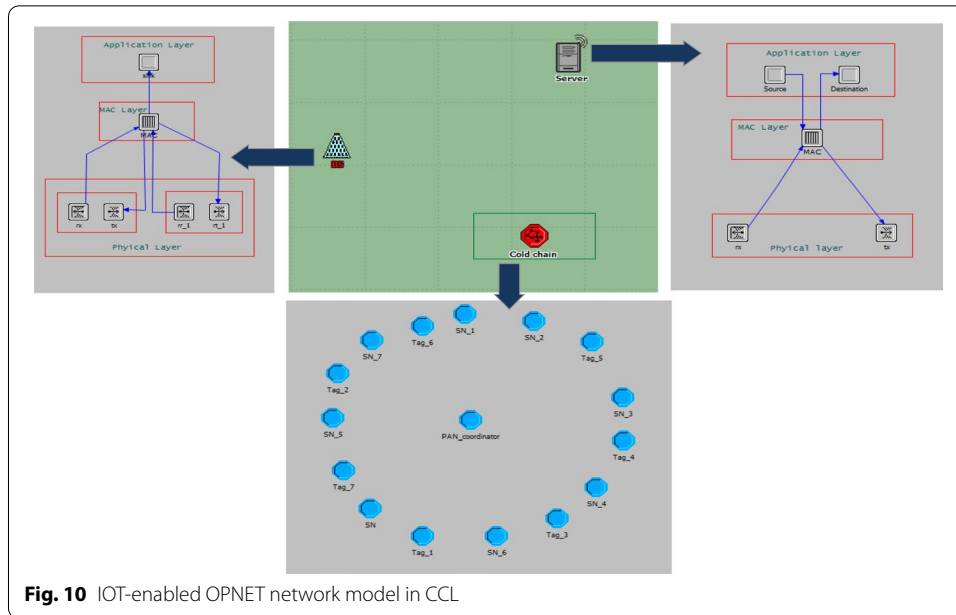 Application Layer
sink
MAC Layer
MAC
rx
tx
rr_1
rt_1
Phyical Layer
Server
BS
Cold chain
Application Layer
Source
Destination
MAC Layer
MAC
rx
Phyical layer
tx
SN_1
SN_2
Tag_6
SN_7
Tag_5
Tag_2
SN_3
SN_5
PAN_coordinator
Tag_4
Tag_7
SN_4
SN
Tag_3
Tag_1
SN_6
Fig. 10 IOT-enabled OPNET network model in CCL